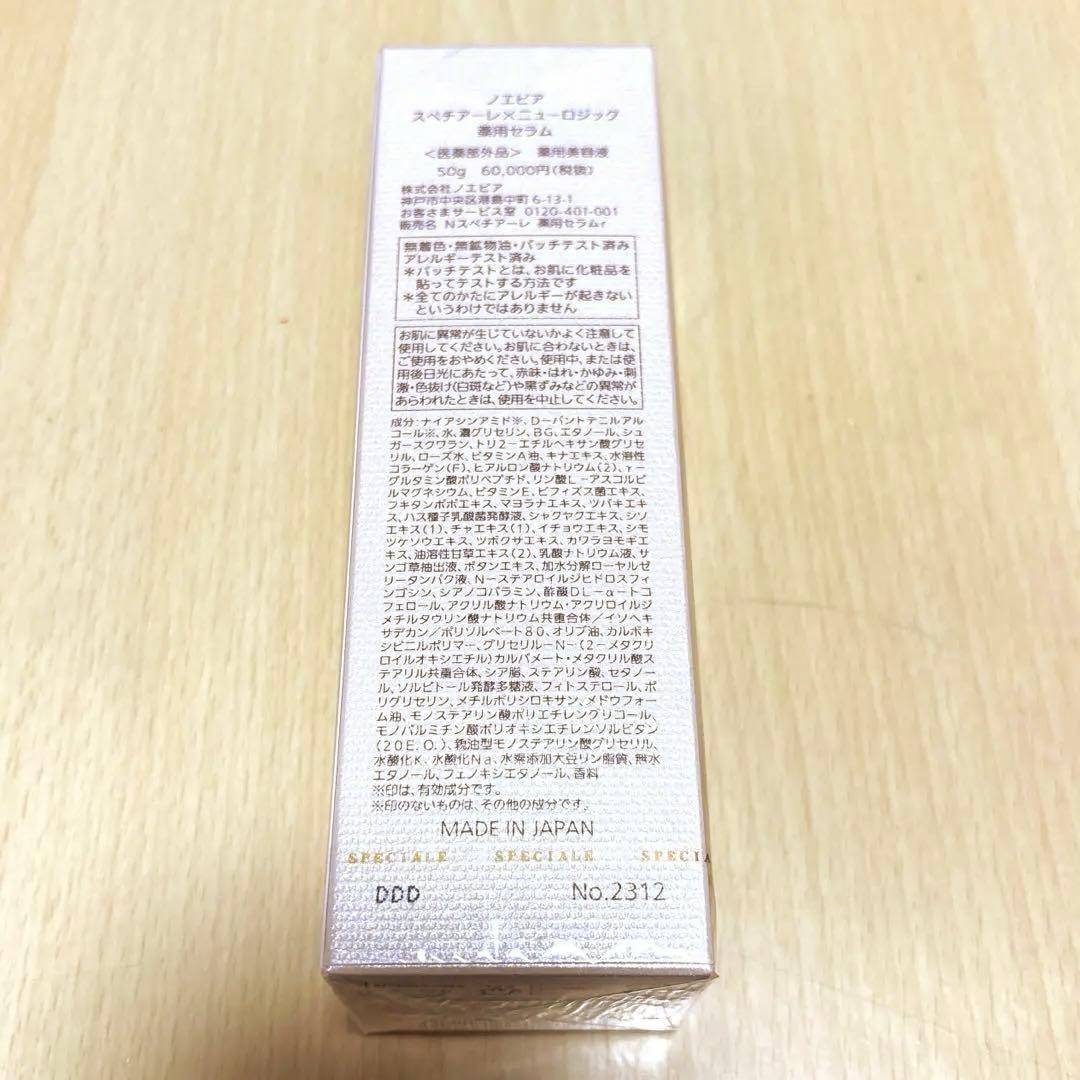 ノエビア
スペチアーレ×ニューロジック
薬用セラム
＜医薬部外品＞ 薬用美容液
50g 60,000円(税抜)
株式会社ノエビア
神戸市中央区港島中町6-13-1
お客さまサービス室 0120-401-001
販売名 Nスペチアーレ 薬用セラムr
無着色・無鉱物油・パッチテスト済み
アレルギーテスト済み
＊パッチテストとは、お肌に化粧品を
貼ってテストする方法です
＊全てのかたにアレルギーが起きない
というわけではありません
お肌に異常が生じていないかよく注意して
使用してください。お肌に合わないときは、
ご使用をおやめください。使用中、または使
用後日光にあたって、赤味・はれ・かゆみ・刺
激・色抜け(白斑など)や黒ずみなどの異常が
あらわれたときは、使用を中止してください。
成分:ナイアシンアミド※、D－パントテニルアル
コール※、水、濃グリセリン、BG、エタノール、シュ
ガースクワラン、トリ2－エチルヘキサン酸グリセ
リル、ローズ水、ビタミンA油、キナエキス、水溶性
コラーゲン(F)、ヒアルロン酸ナトリウム(2)、γ－
グルタミン酸ポリペプチド、リン酸L－アスコルビ
ルマグネシウム、ビタミンE、ビフィズス菌エキス、
フキタンポポエキス、マヨラナエキス、ツバキエキ
ス、ハス種子乳酸菌発酵液、シャクヤクエキス、シソ
エキス(1)、チャエキス(1)、イチョウエキス、シモ
ツケソウエキス、ツボクサエキス、カワラヨモギエ
キス、油溶性甘草エキス(2)、乳酸ナトリウム液、サ
ンゴ草抽出液、ボタンエキス、加水分解ローヤルゼ
リータンパク液、N－ステアロイルジヒドロスフィ
ンゴシン、シアノコバラミン、酢酸DL－α－トコ
フェロール、アクリル酸ナトリウム・アクリロイルジ
メチルタウリン酸ナトリウム共重合体／イソヘキ
サデカン／ポリソルベート80、オリブ油、カルボキ
シビニルポリマー、グリセリル－N－(2－メタクリ
ロイルオキシエチル)カルバメート・メタクリル酸ス
テアリル共重合体、シア脂、ステアリン酸、セタノー
ル、ソルビトール発酵多糖液、フィトステロール、ポ
リグリセリン、メチルポリシロキサン、メドウフォー
ム油、モノステアリン酸ポリエチレングリコール、
モノパルミチン酸ポリオキシエチレンソルビタン
(20E.O.)、親油型モノステアリン酸グリセリル、
水酸化K、水酸化Na、水素添加大豆リン脂質、無水
エタノール、フェノキシエタノール、香料
※印は、有効成分です。
※印のないものは、その他の成分です。
MADE IN JAPAN
SPECIALE SPECIALE SPECIA
DDD No.2312